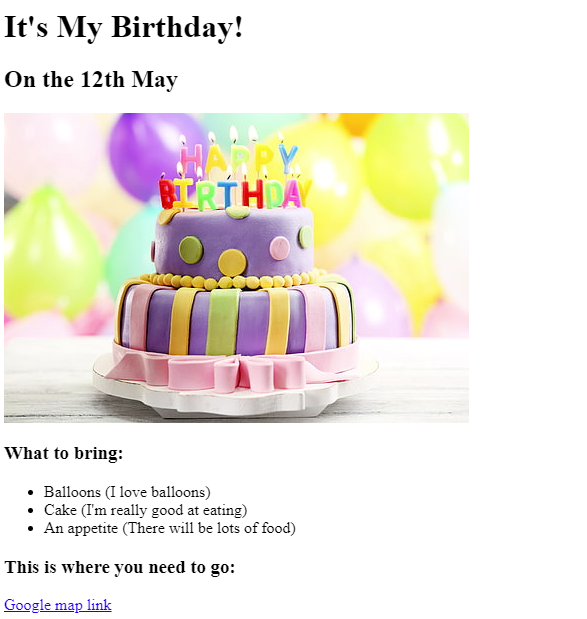 It's My Birthday!
On the 12th May
HAPPY
BIRTHDAY
What to bring:
Balloons (I love balloons)
Cake (I'm really good at eating)
An appetite (There will be lots of food)
This is where you need to go:
Google map link